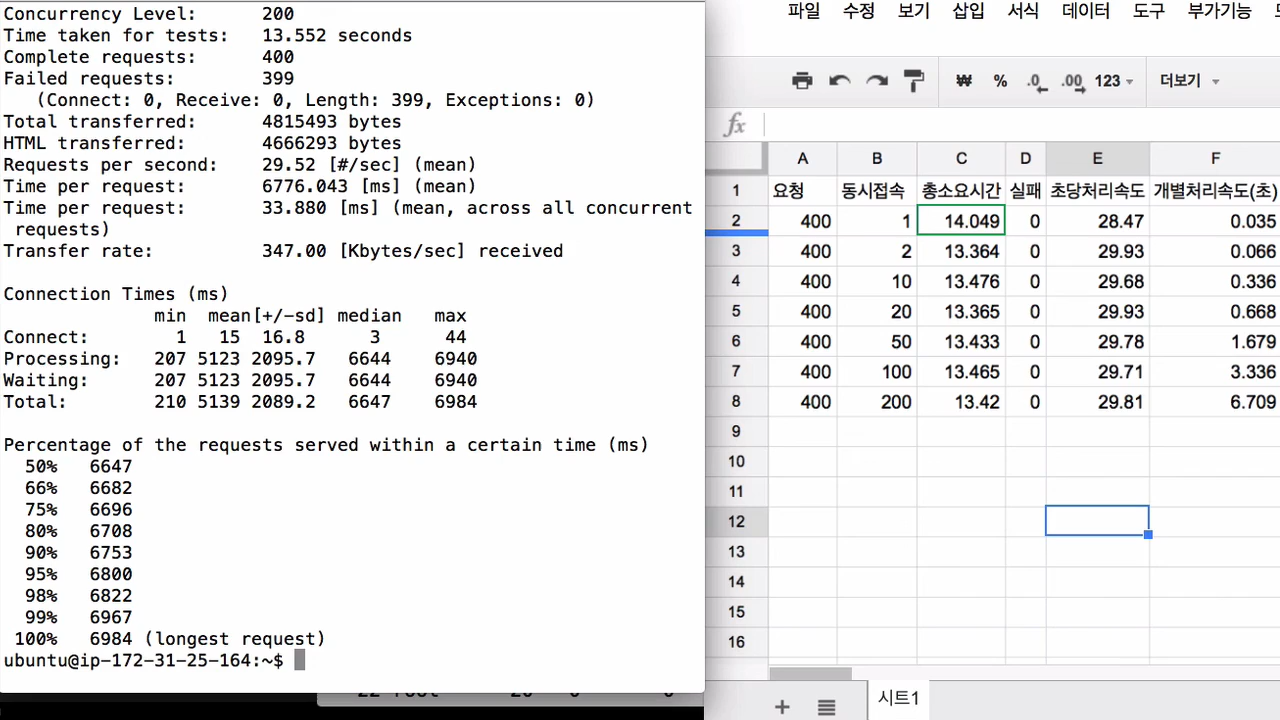 Concurrency Level:      200
Time taken for tests:   13.552 seconds
Complete requests:      400
Failed requests:        399
   (Connect: 0, Receive: 0, Length: 399, Exceptions: 0)
Total transferred:      4815493 bytes
HTML transferred:       4666293 bytes
Requests per second:    29.52 [#/sec] (mean)
Time per request:       6776.043 [ms] (mean)
Time per request:       33.880 [ms] (mean, across all concurrent
 requests)
Transfer rate:          347.00 [Kbytes/sec] received
Connection Times (ms)
              min  mean[+/-sd] median   max
Connect:        1   15  16.8      3      44
Processing:   207 5123 2095.7   6644    6940
Waiting:      207 5123 2095.7   6644    6940
Total:        210 5139 2089.2   6647    6984
Percentage of the requests served within a certain time (ms)
  50%   6647
  66%   6682
  75%   6696
  80%   6708
  90%   6753
  95%   6800
  98%   6822
  99%   6967
 100%   6984 (longest request)
ubuntu@ip-172-31-25-164:~$
파일 수정 보기 삽입 서식 데이터 도구 부가기능
₩ % .0 .00 123 더보기
fx
A B C D E F
1 요청 동시접속 총소요시간 실패 초당처리속도 개별처리속도(초)
2 400 1 14.049 0 28.47 0.035
3 400 2 13.364 0 29.93 0.066
4 400 10 13.476 0 29.68 0.336
5 400 20 13.365 0 29.93 0.668
6 400 50 13.433 0 29.78 1.679
7 400 100 13.465 0 29.71 3.336
8 400 200 13.42 0 29.81 6.709
9
10
11
12
13
14
15
16
시트1